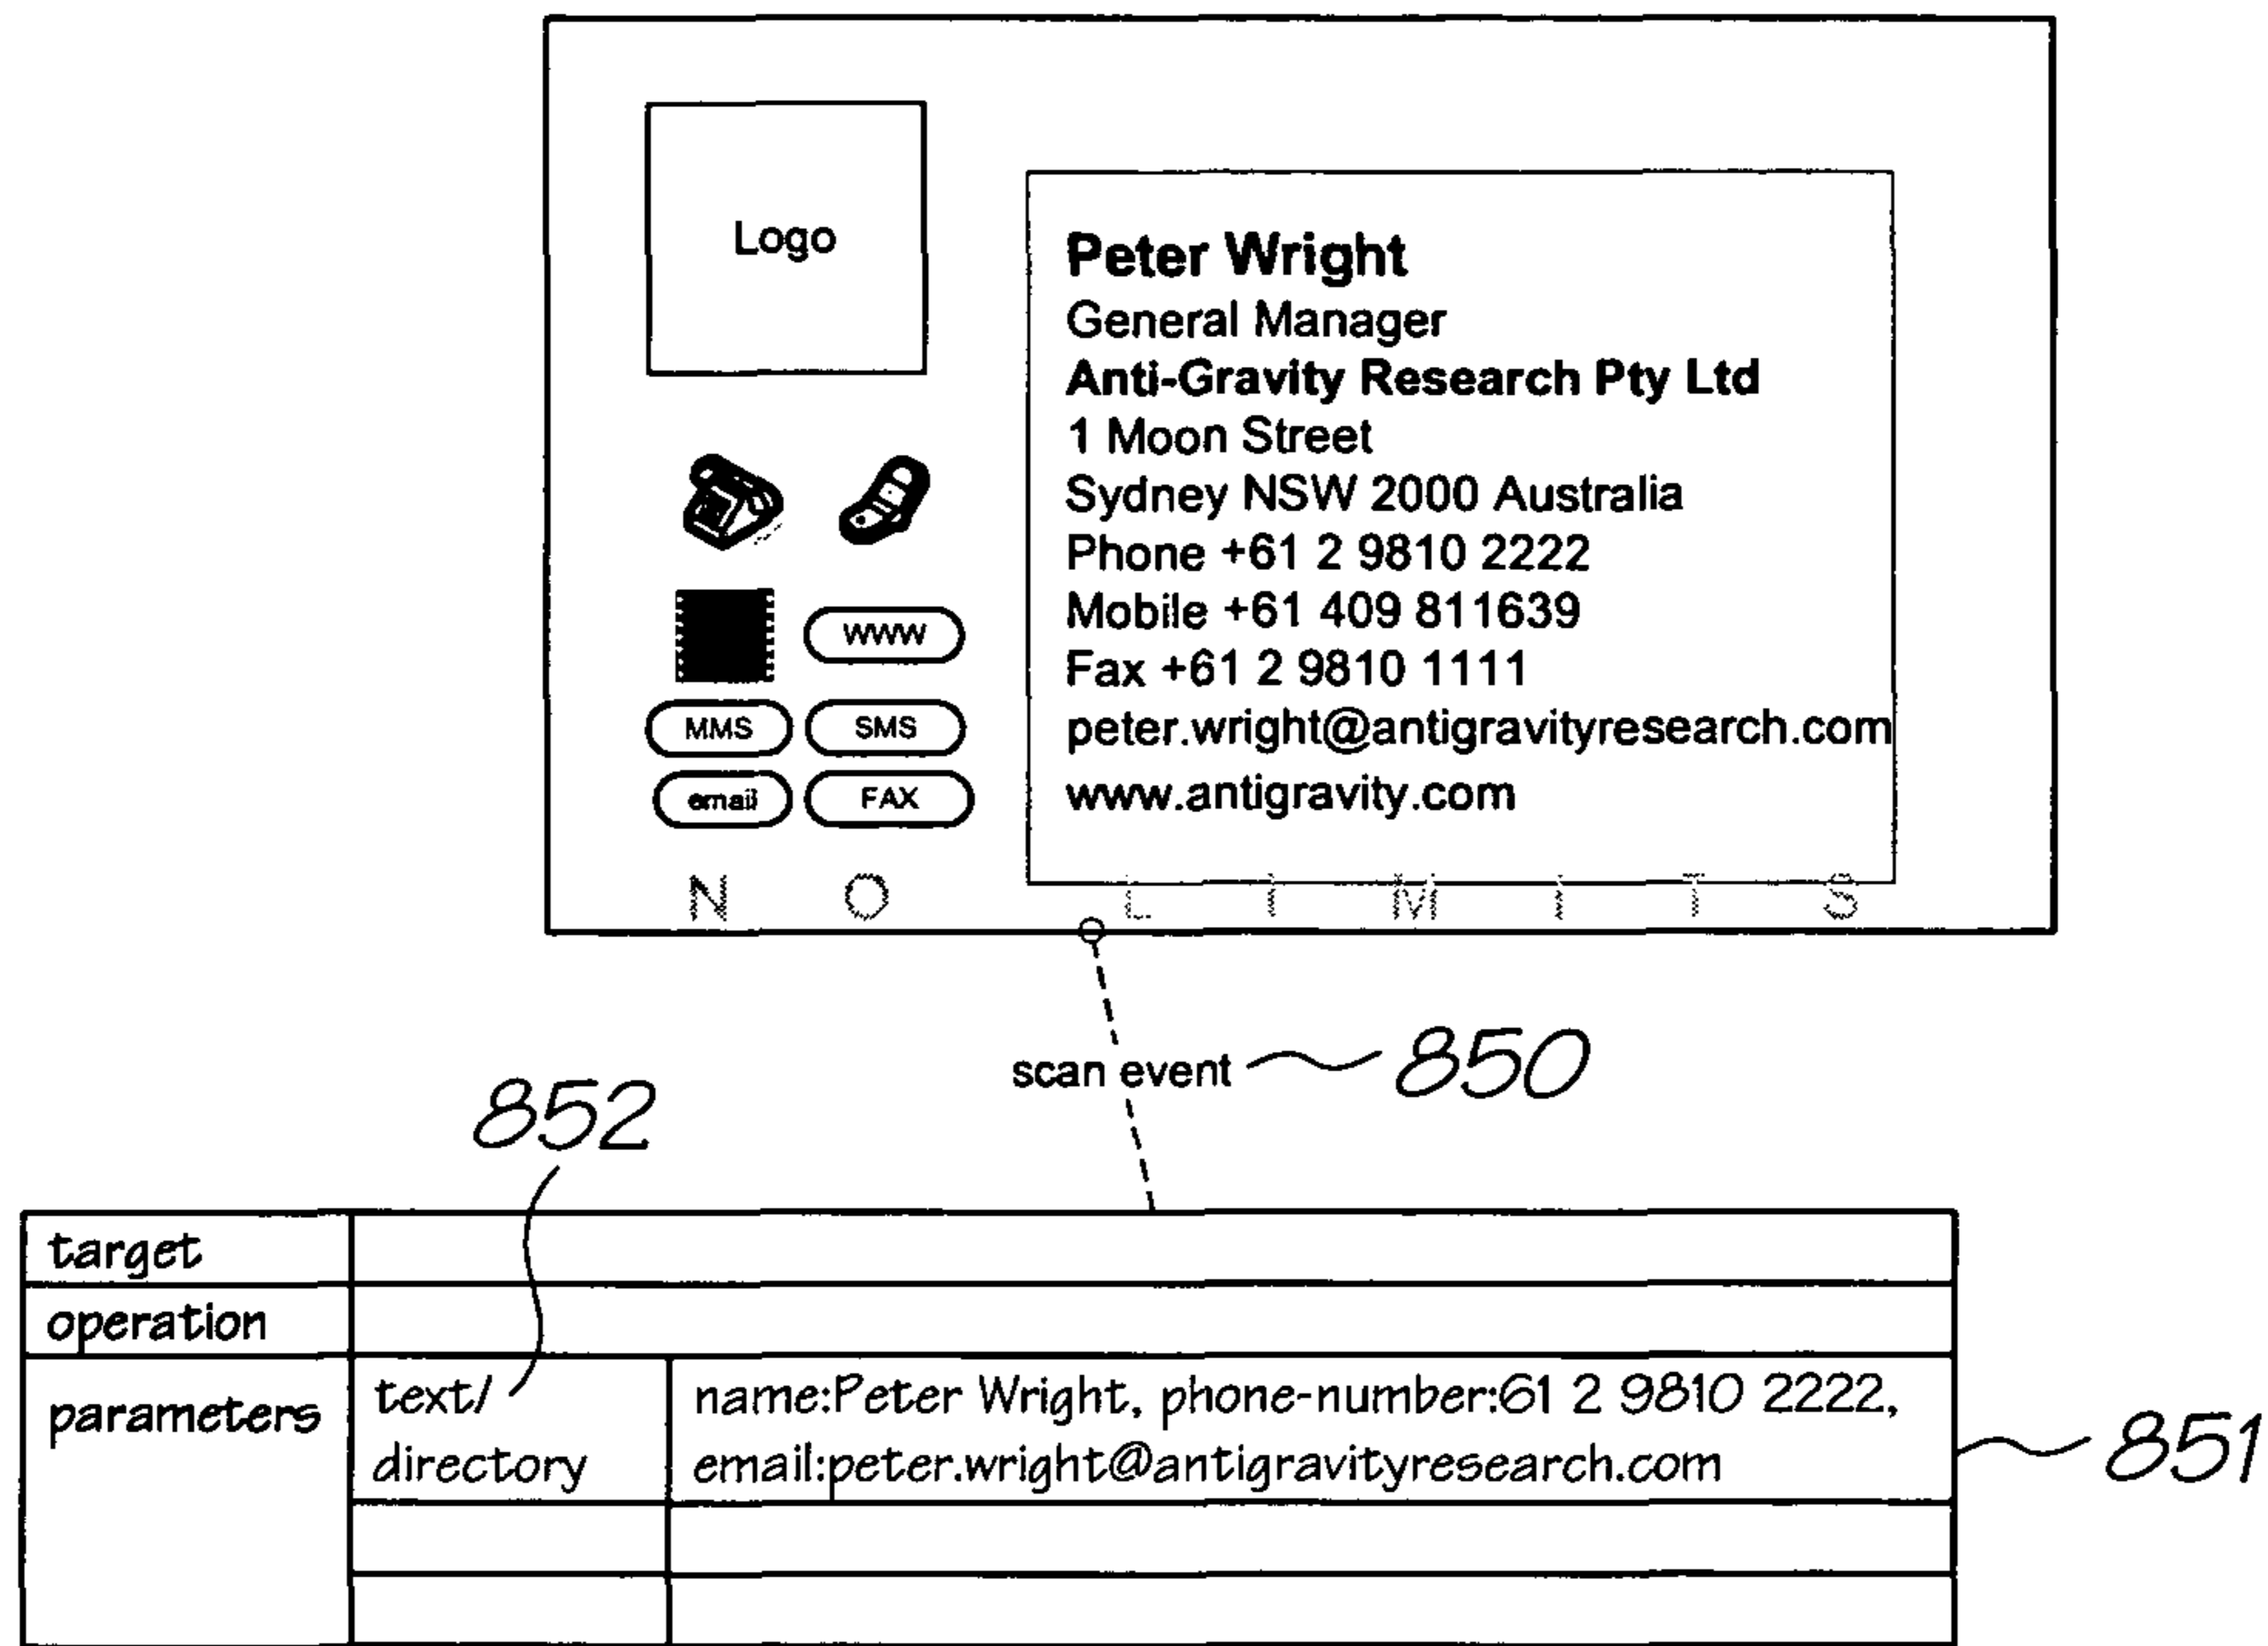 Logo
Peter Wright
General Manager
Anti-Gravity Research Pty Ltd
1 Moon Street
Sydney NSW 2000 Australia
Phone +61 2 9810 2222
Mobile +61 409 811639
Fax +61 2 9810 1111
peter.wright@antigravityresearch.com
www.antigravity.com
WWW
MMS SMS
email FAX
N O L I M I T S
scan event 850
852
target
operation
parameters text/ name:Peter Wright, phone-number:61 2 9810 2222,
directory email:peter.wright@antigravityresearch.com
851